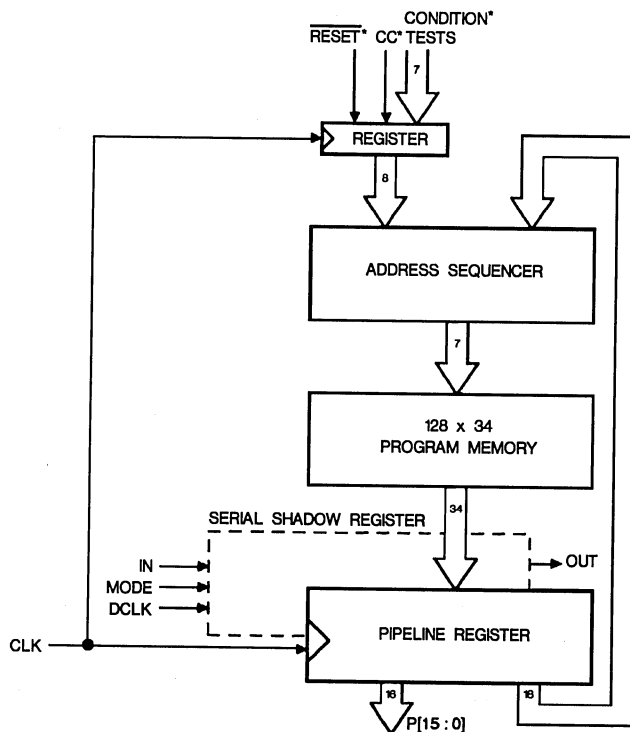 CONDITION*
RESET* CC* TESTS
7
REGISTER
8
ADDRESS SEQUENCER
7
128 x 34
PROGRAM MEMORY
34
SERIAL SHADOW REGISTER
IN
OUT
MODE
DCLK
PIPELINE REGISTER
CLK
16
18
P[15:0]